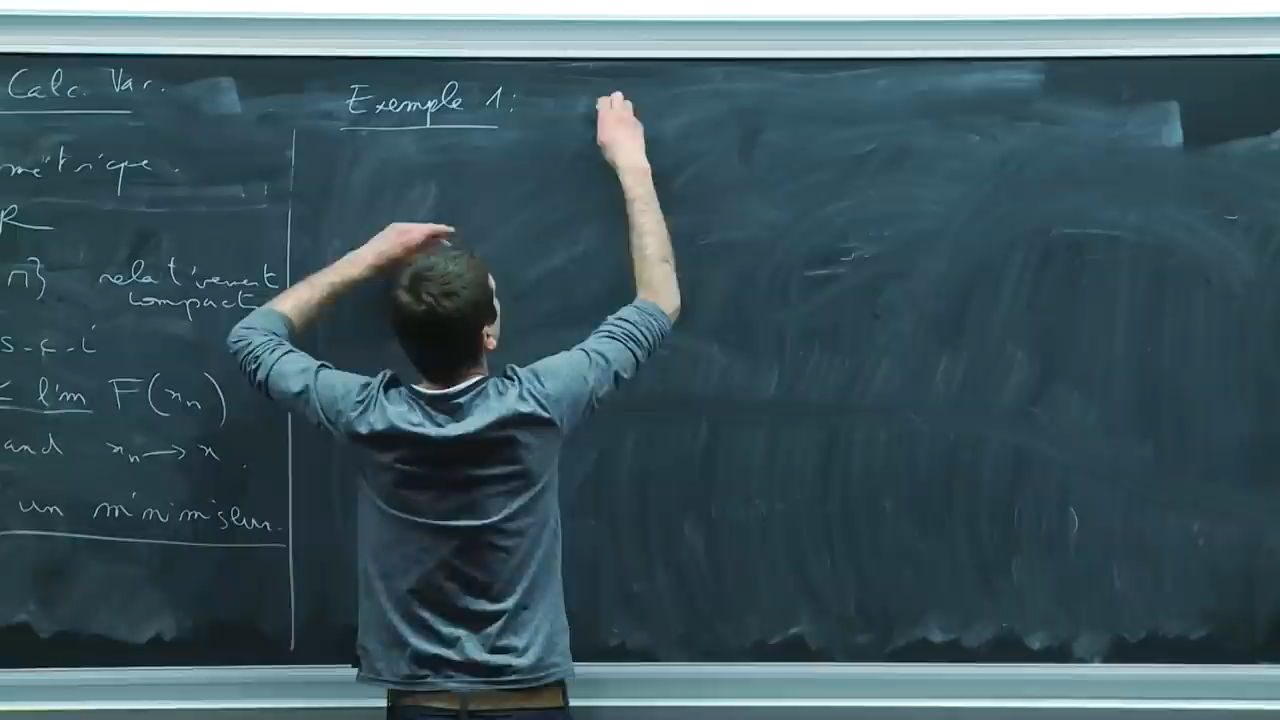 Calc. Var.
métrique.
R
n} relativement
compact
s.c.i
≤ lim F(xₙ)
and xₙ → x.
un minimiseur.
Exemple 1: